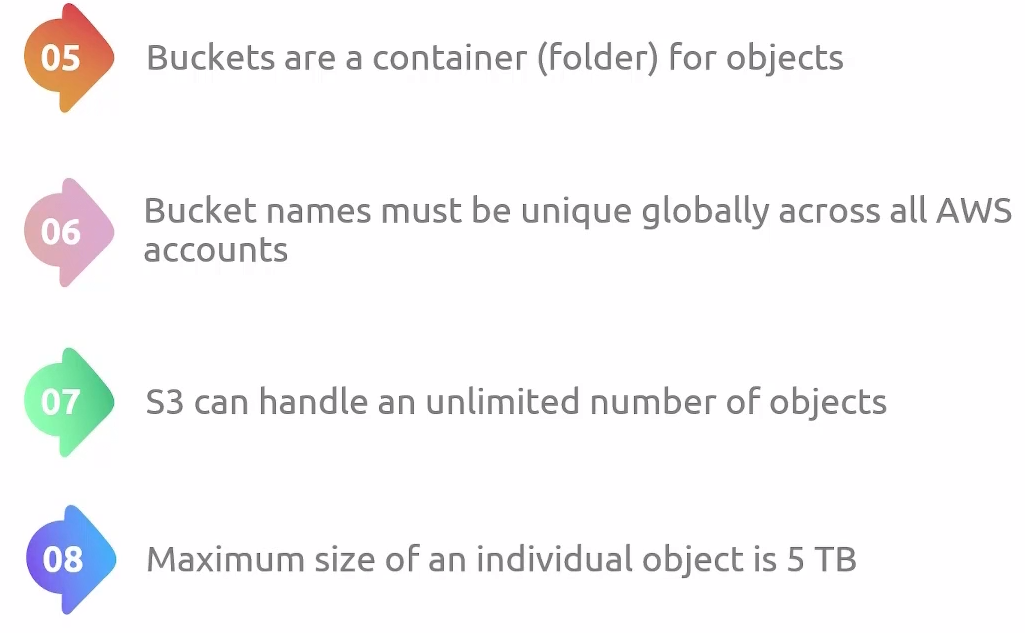 05
Buckets are a container (folder) for objects
06
Bucket names must be unique globally across all AWS
accounts
07
S3 can handle an unlimited number of objects
08
Maximum size of an individual object is 5 TB